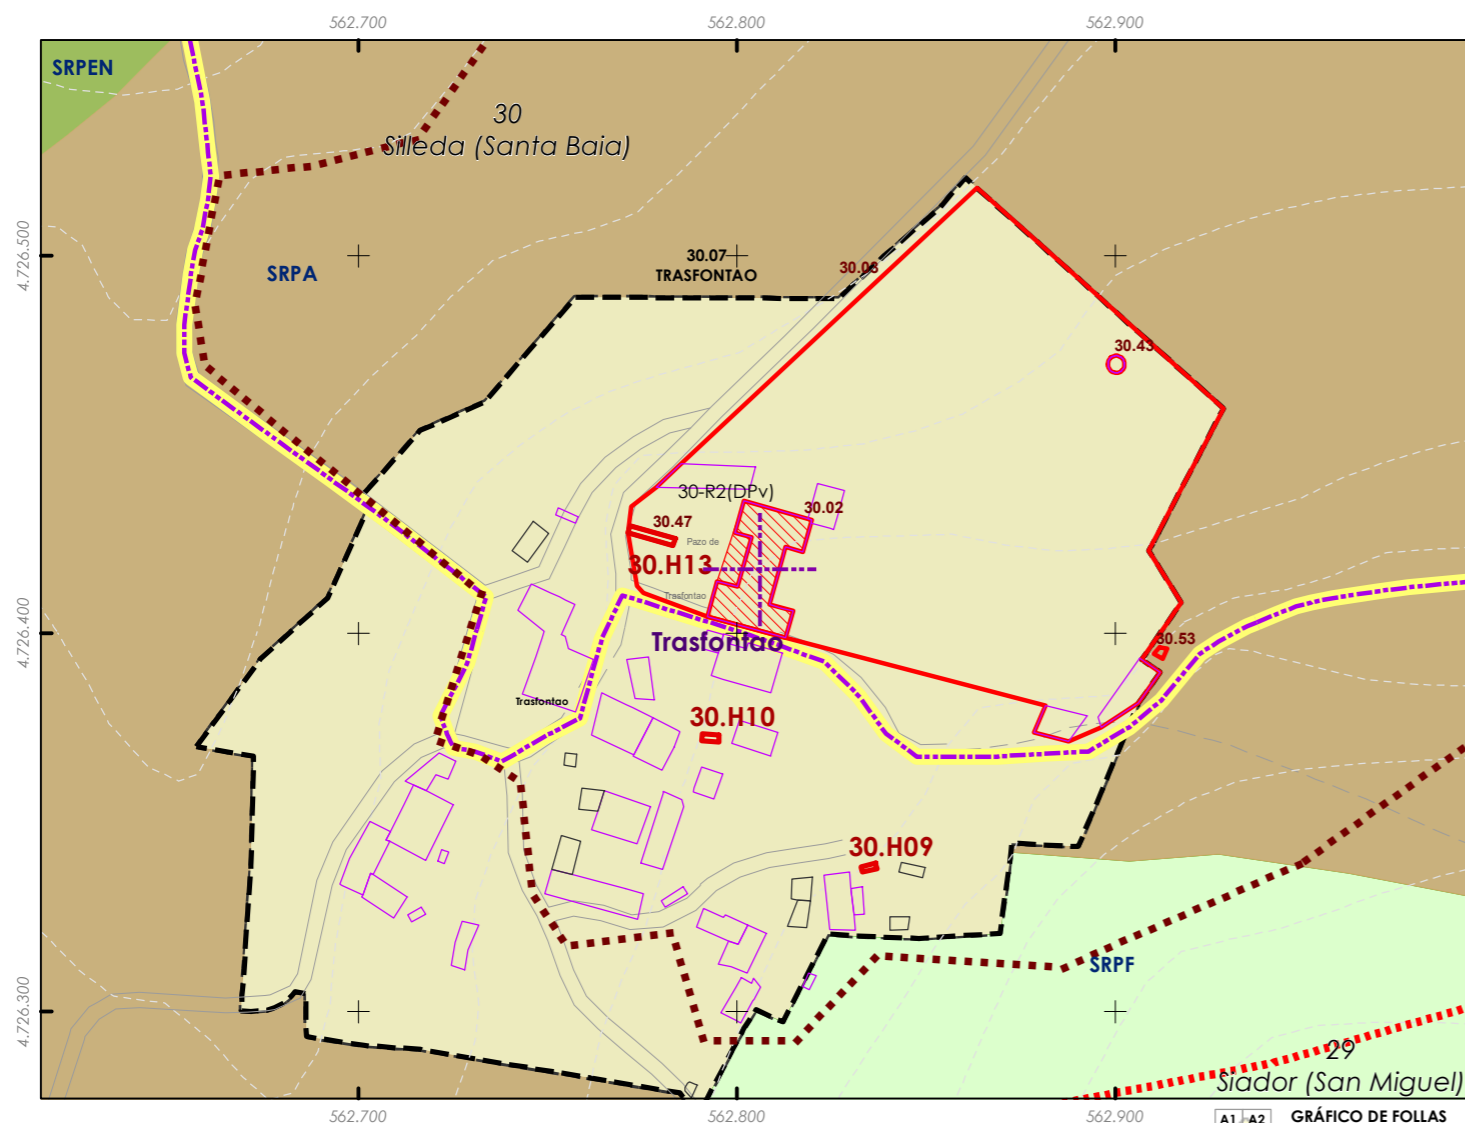 562.700
562.800
562.900
SRPEN
30
Silleda (Santa Baia)
4.726.500
30.07
TRASFONTAO
30.03
SRPA
30.43
30-R2(DPv)
30.02
30.47
Pazo de
30.H13
Trasfontao
4.726.400
Trasfontao
30.53
Trasfontao
30.H10
30.H09
SRPF
4.726.300
29
Siador (San Miguel)
562.700
562.800
562.900
A1 A2
GRÁFICO DE FOLLAS